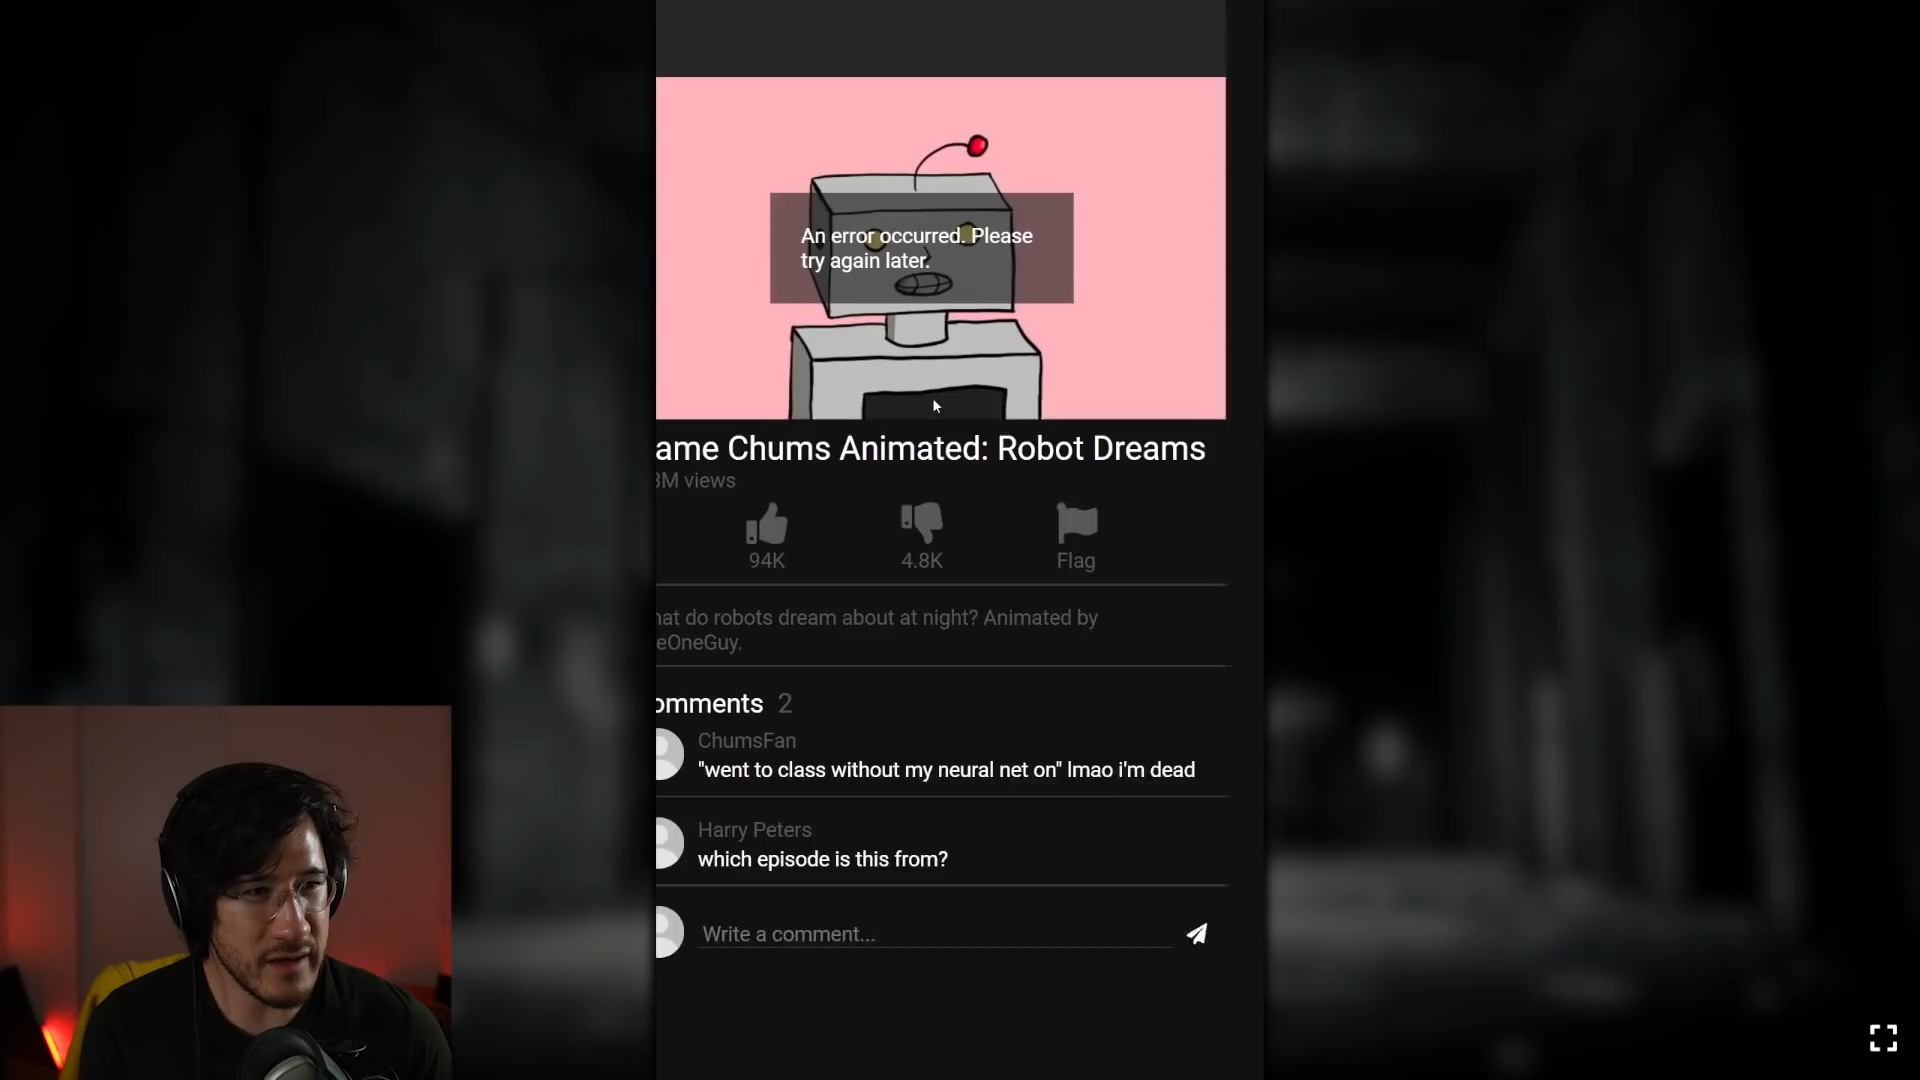 An error occurred. Please
try again later.
ame Chums Animated: Robot Dreams
3M views
94K
4.8K
Flag
hat do robots dream about at night? Animated by
eOneGuy.
omments 2
ChumsFan
"went to class without my neural net on" lmao i'm dead
Harry Peters
which episode is this from?
Write a comment...